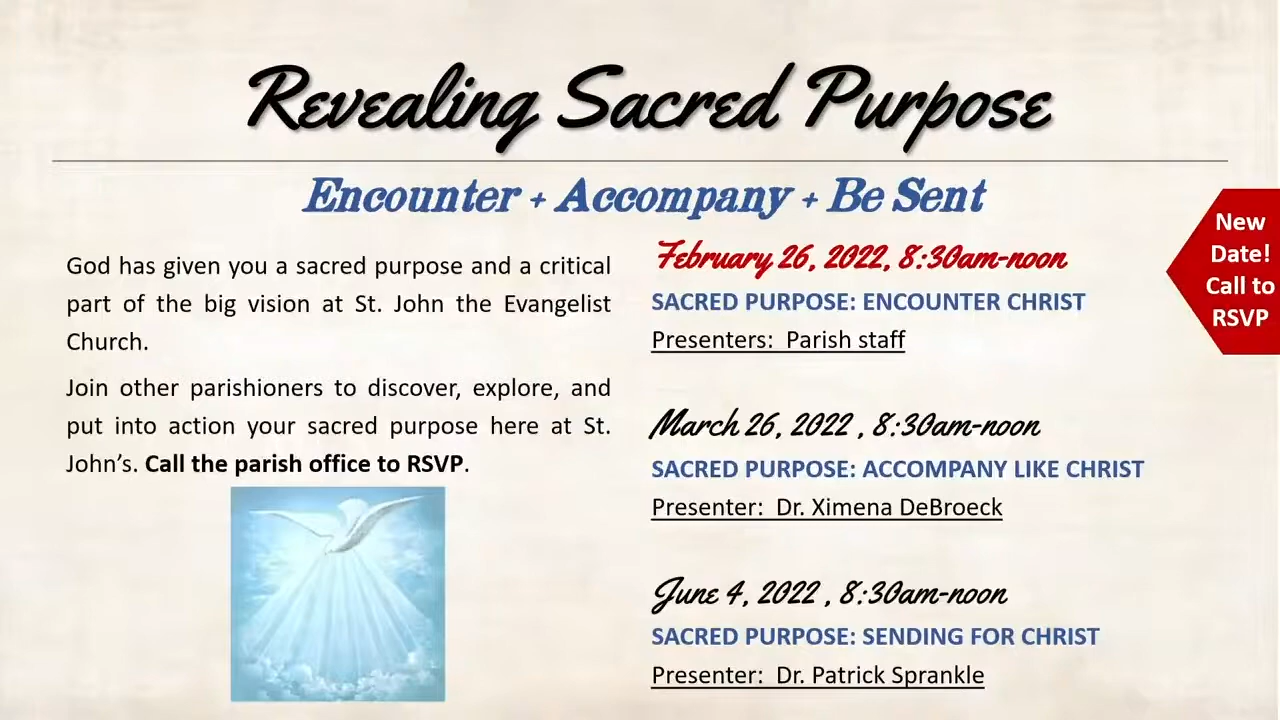 Revealing Sacred Purpose
Encounter + Accompany + Be Sent
God has given you a sacred purpose and a critical
part of the big vision at St. John the Evangelist
Church.
Join other parishioners to discover, explore, and
put into action your sacred purpose here at St.
John’s. Call the parish office to RSVP.
February 26, 2022, 8:30am-noon
SACRED PURPOSE: ENCOUNTER CHRIST
Presenters:  Parish staff
March 26, 2022 , 8:30am-noon
SACRED PURPOSE: ACCOMPANY LIKE CHRIST
Presenter:  Dr. Ximena DeBroeck
June 4, 2022 , 8:30am-noon
SACRED PURPOSE: SENDING FOR CHRIST
Presenter:  Dr. Patrick Sprankle
New
Date!
Call to
RSVP